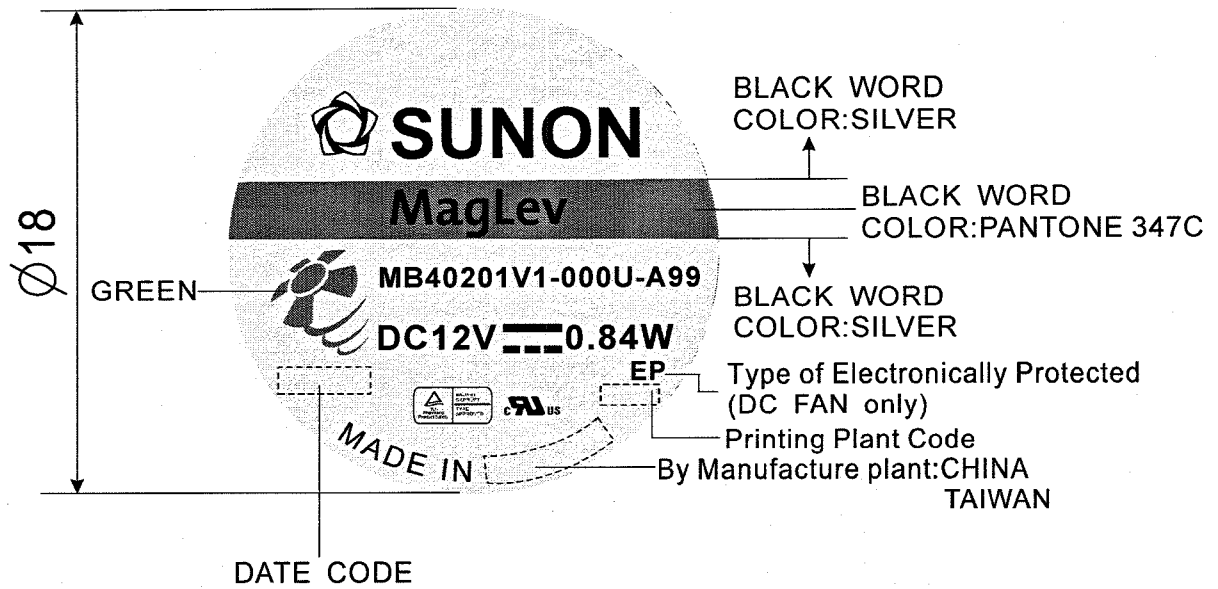 SUNON
BLACK WORD
COLOR:SILVER
MagLev
BLACK WORD
COLOR:PANTONE 347C
Ø18
GREEN
MB40201V1-000U-A99
BLACK WORD
COLOR:SILVER
DC12V 0.84W
EP
Type of Electronically Protected
(DC FAN only)
c US
Printing Plant Code
MADE IN
By Manufacture plant:CHINA
TAIWAN
DATE CODE